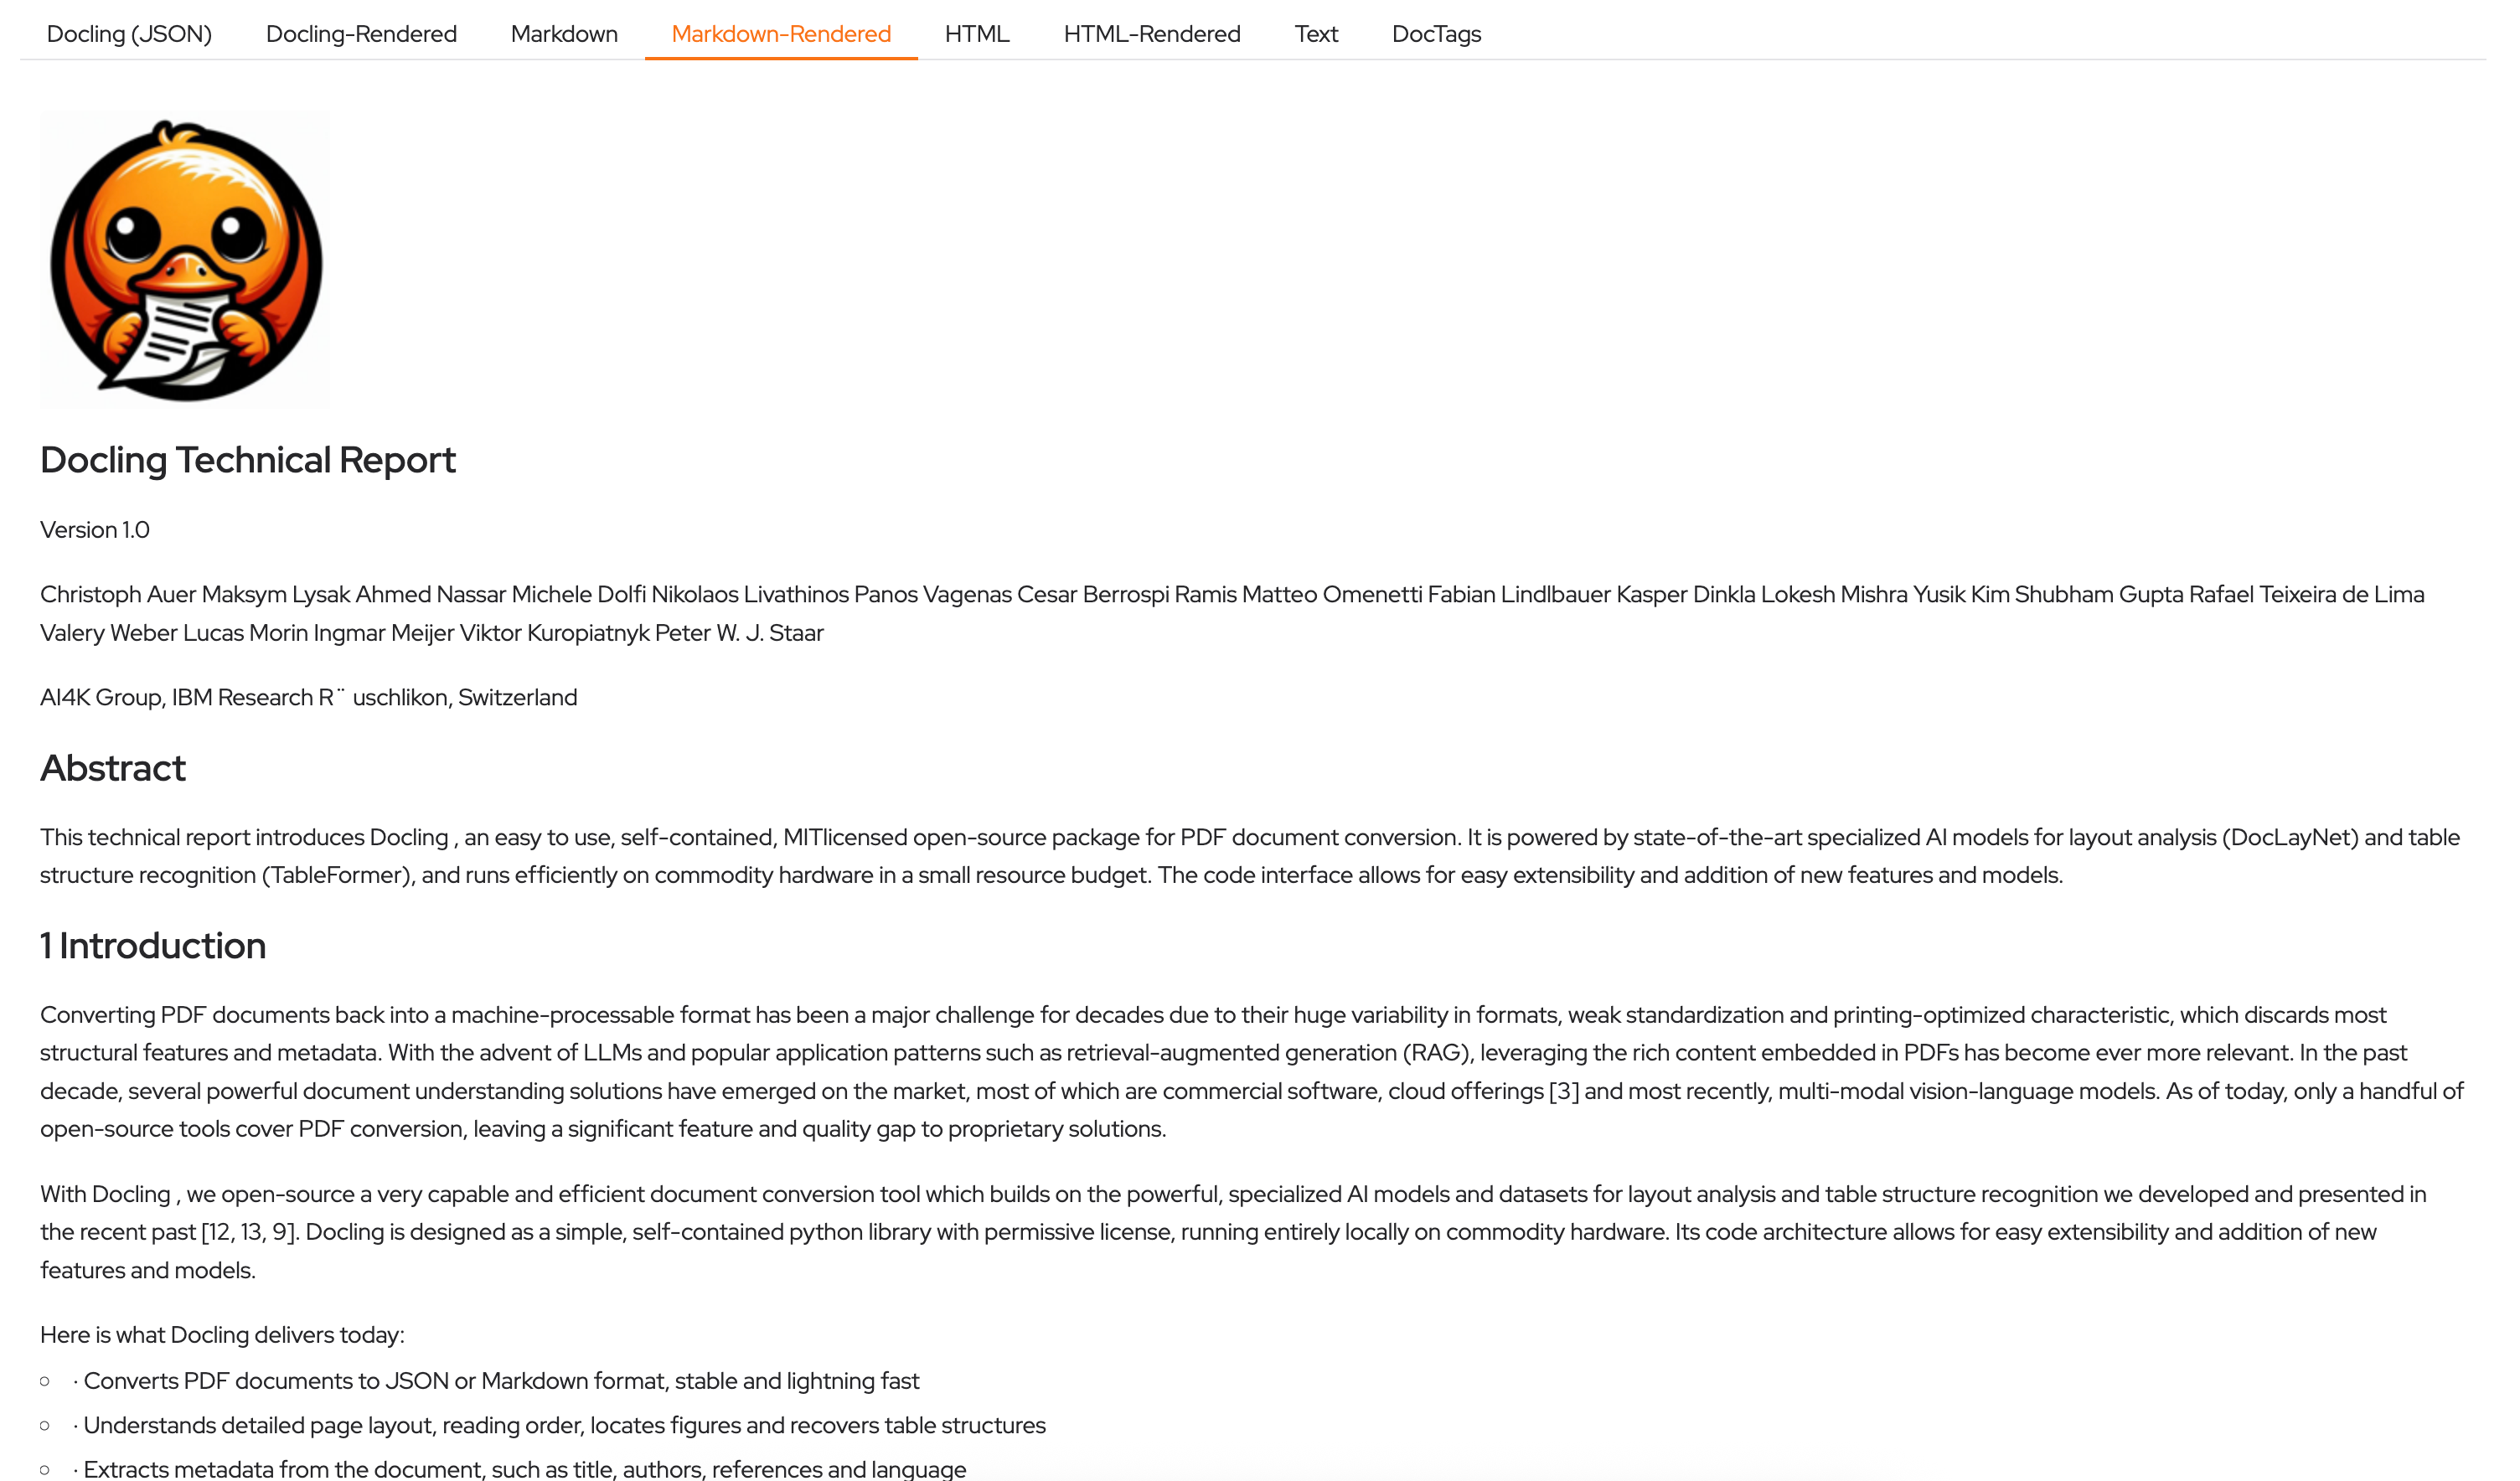 Docling (JSON) Docling-Rendered Markdown Markdown-Rendered HTML HTML-Rendered Text DocTags
Docling Technical Report
Version 1.0
Christoph Auer Maksym Lysak Ahmed Nassar Michele Dolfi Nikolaos Livathinos Panos Vagenas Cesar Berrospi Ramis Matteo Omenetti Fabian Lindlbauer Kasper Dinkla Lokesh Mishra Yusik Kim Shubham Gupta Rafael Teixeira de Lima
Valery Weber Lucas Morin Ingmar Meijer Viktor Kuropiatnyk Peter W. J. Staar
AI4K Group, IBM Research R¨ uschlikon, Switzerland
Abstract
This technical report introduces Docling , an easy to use, self-contained, MITlicensed open-source package for PDF document conversion. It is powered by state-of-the-art specialized AI models for layout analysis (DocLayNet) and table
structure recognition (TableFormer), and runs efficiently on commodity hardware in a small resource budget. The code interface allows for easy extensibility and addition of new features and models.
1 Introduction
Converting PDF documents back into a machine-processable format has been a major challenge for decades due to their huge variability in formats, weak standardization and printing-optimized characteristic, which discards most
structural features and metadata. With the advent of LLMs and popular application patterns such as retrieval-augmented generation (RAG), leveraging the rich content embedded in PDFs has become ever more relevant. In the past
decade, several powerful document understanding solutions have emerged on the market, most of which are commercial software, cloud offerings [3] and most recently, multi-modal vision-language models. As of today, only a handful of
open-source tools cover PDF conversion, leaving a significant feature and quality gap to proprietary solutions.
With Docling , we open-source a very capable and efficient document conversion tool which builds on the powerful, specialized AI models and datasets for layout analysis and table structure recognition we developed and presented in
the recent past [12, 13, 9]. Docling is designed as a simple, self-contained python library with permissive license, running entirely locally on commodity hardware. Its code architecture allows for easy extensibility and addition of new
features and models.
Here is what Docling delivers today:
○ · Converts PDF documents to JSON or Markdown format, stable and lightning fast
○ · Understands detailed page layout, reading order, locates figures and recovers table structures
○ · Extracts metadata from the document, such as title, authors, references and language